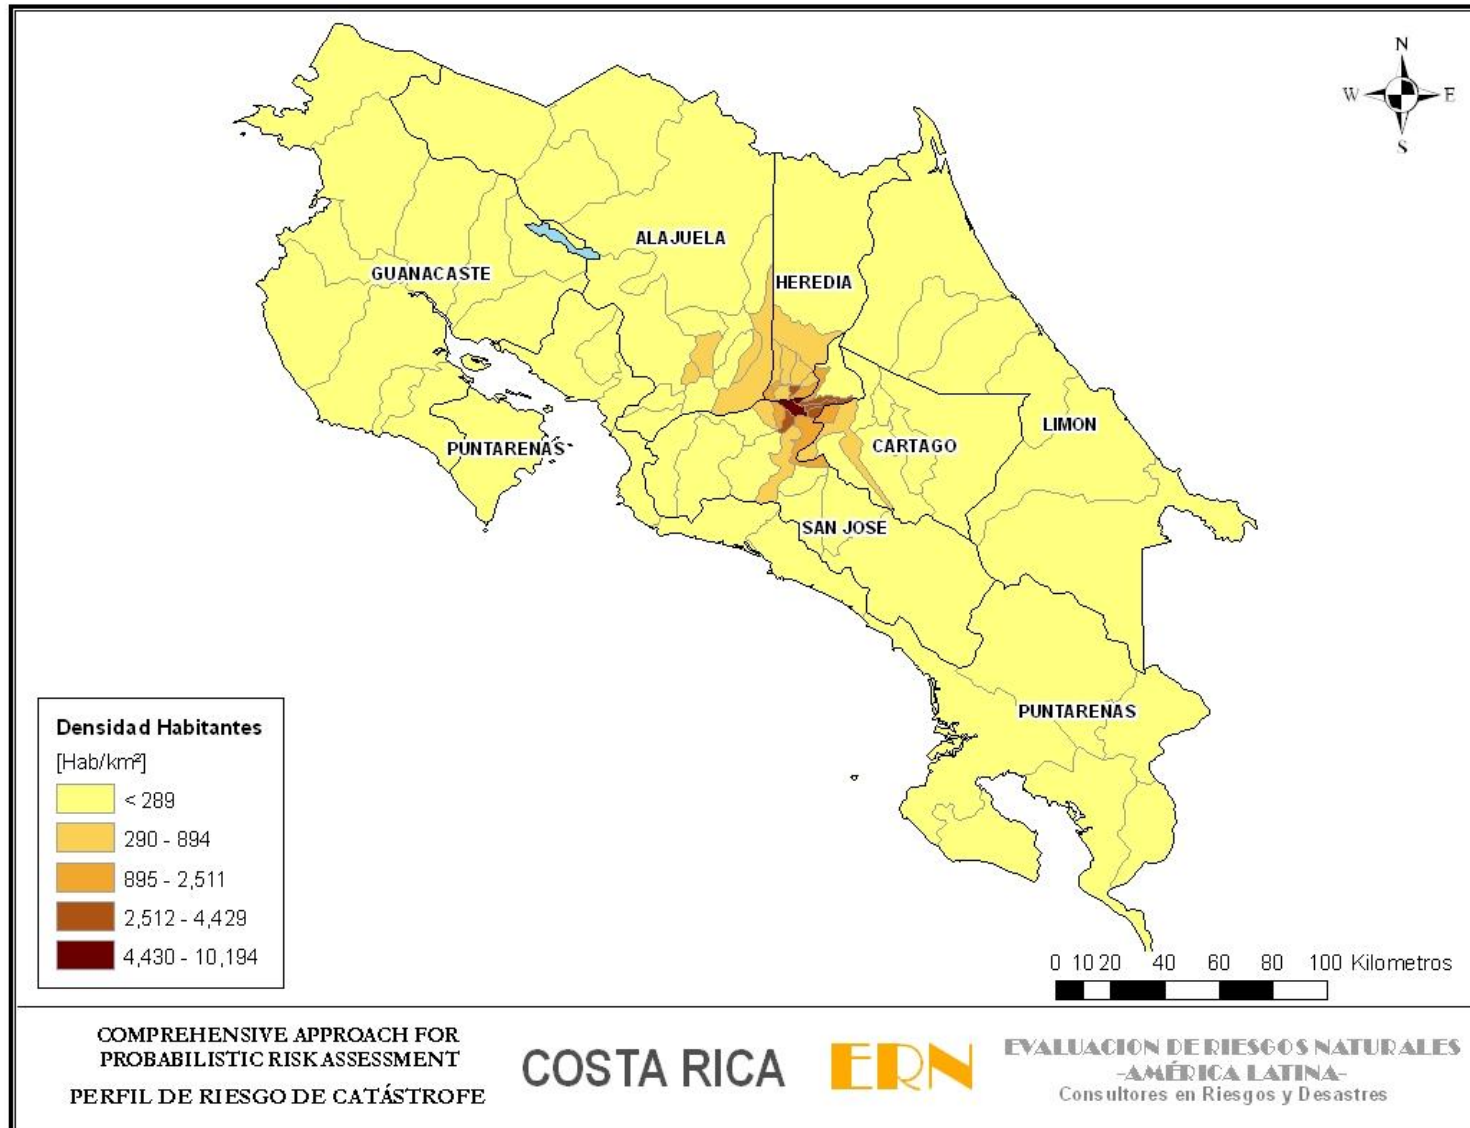 N
W E
S
ALAJUELA
HEREDIA
GUANACASTE
LIMON
CARTAGO
PUNTARENAS
SAN JOSE
PUNTARENAS
Densidad Habitantes
[Hab/km²]
< 289
290 - 894
895 - 2,511
2,512 - 4,429
4,430 - 10,194
0 10 20 40 60 80 100 Kilometros
COMPREHENSIVE APPROACH FOR
PROBABILISTIC RISK ASSESSMENT
PERFIL DE RIESGO DE CATÁSTROFE
COSTA RICA
ERN
EVALUACION DE RIESGOS NATURALES
-AMÉRICA LATINA-
Consultores en Riesgos y Desastres